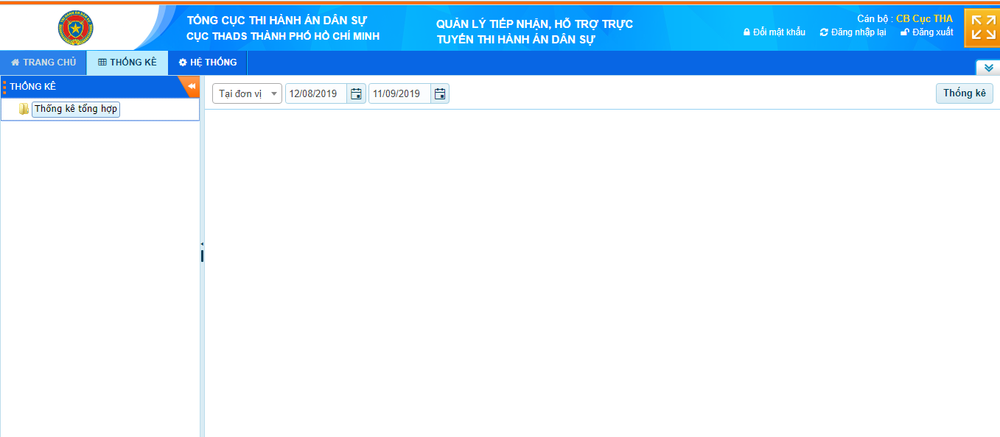 TỔNG CỤC THI HÀNH ÁN DÂN SỰ
CỤC THADS THÀNH PHỐ HỒ CHÍ MINH
QUẢN LÝ TIẾP NHẬN, HỖ TRỢ TRỰC
TUYẾN THI HÀNH ÁN DÂN SỰ
Cán bộ : CB Cục THA
Đổi mật khẩu Đăng nhập lại Đăng xuất
TRANG CHỦ THỐNG KÊ HỆ THỐNG
THỐNG KÊ
Thống kê tổng hợp
Tại đơn vị 12/08/2019 11/09/2019 Thống kê